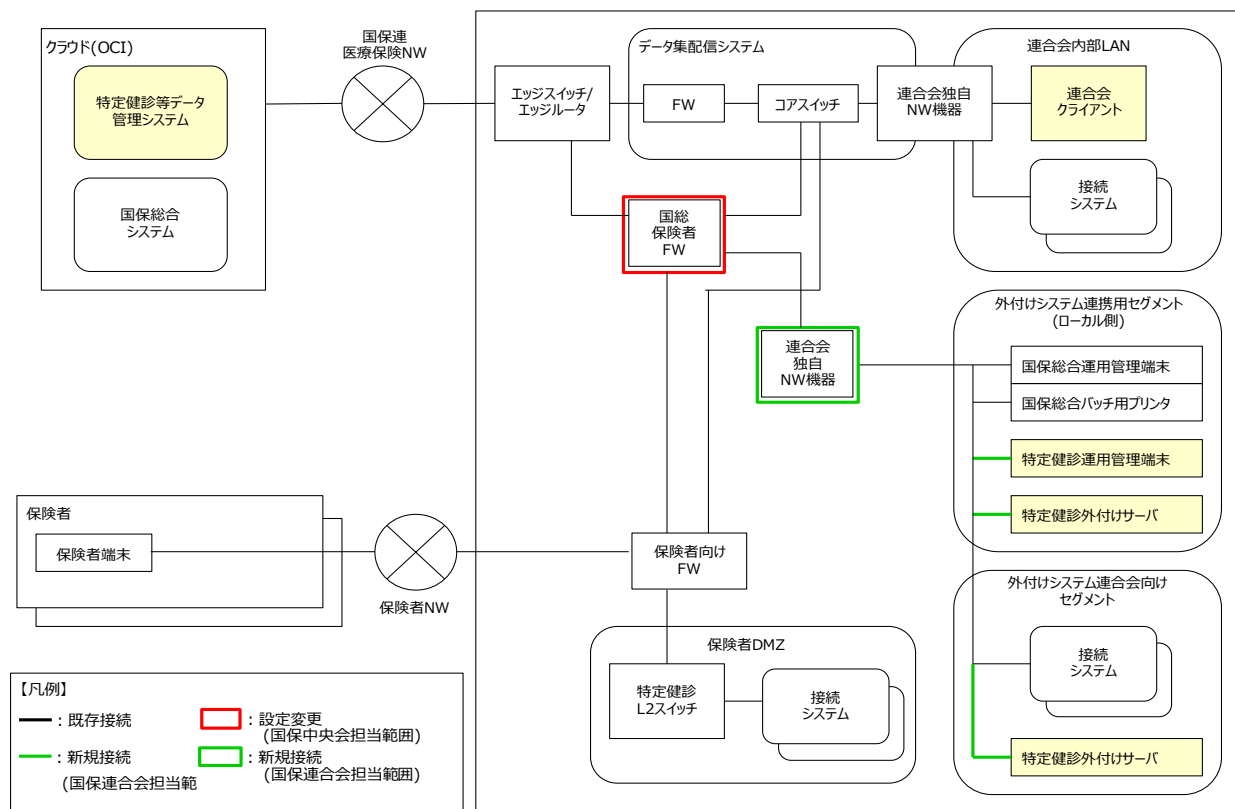 クラウド(OCI)
特定健診等データ
管理システム
国保総合
システム
国保連
医療保険NW
エッジスイッチ/
エッジルータ
データ集配信システム
FW
コアスイッチ
連合会独自
NW機器
連合会内部LAN
連合会
クライアント
接続
システム
国総
保険者
FW
連合会
独自
NW機器
外付けシステム連携用セグメント
(ローカル側)
国保総合運用管理端末
国保総合バッチ用プリンタ
特定健診運用管理端末
特定健診外付けサーバ
保険者
保険者端末
保険者NW
保険者向け
FW
外付けシステム連合会向け
セグメント
接続
システム
特定健診外付けサーバ
保険者DMZ
特定健診
L2スイッチ
接続
システム
【凡例】
：既存接続
：設定変更
(国保中央会担当範囲)
：新規接続
(国保連合会担当範
：新規接続
(国保連合会担当範囲)